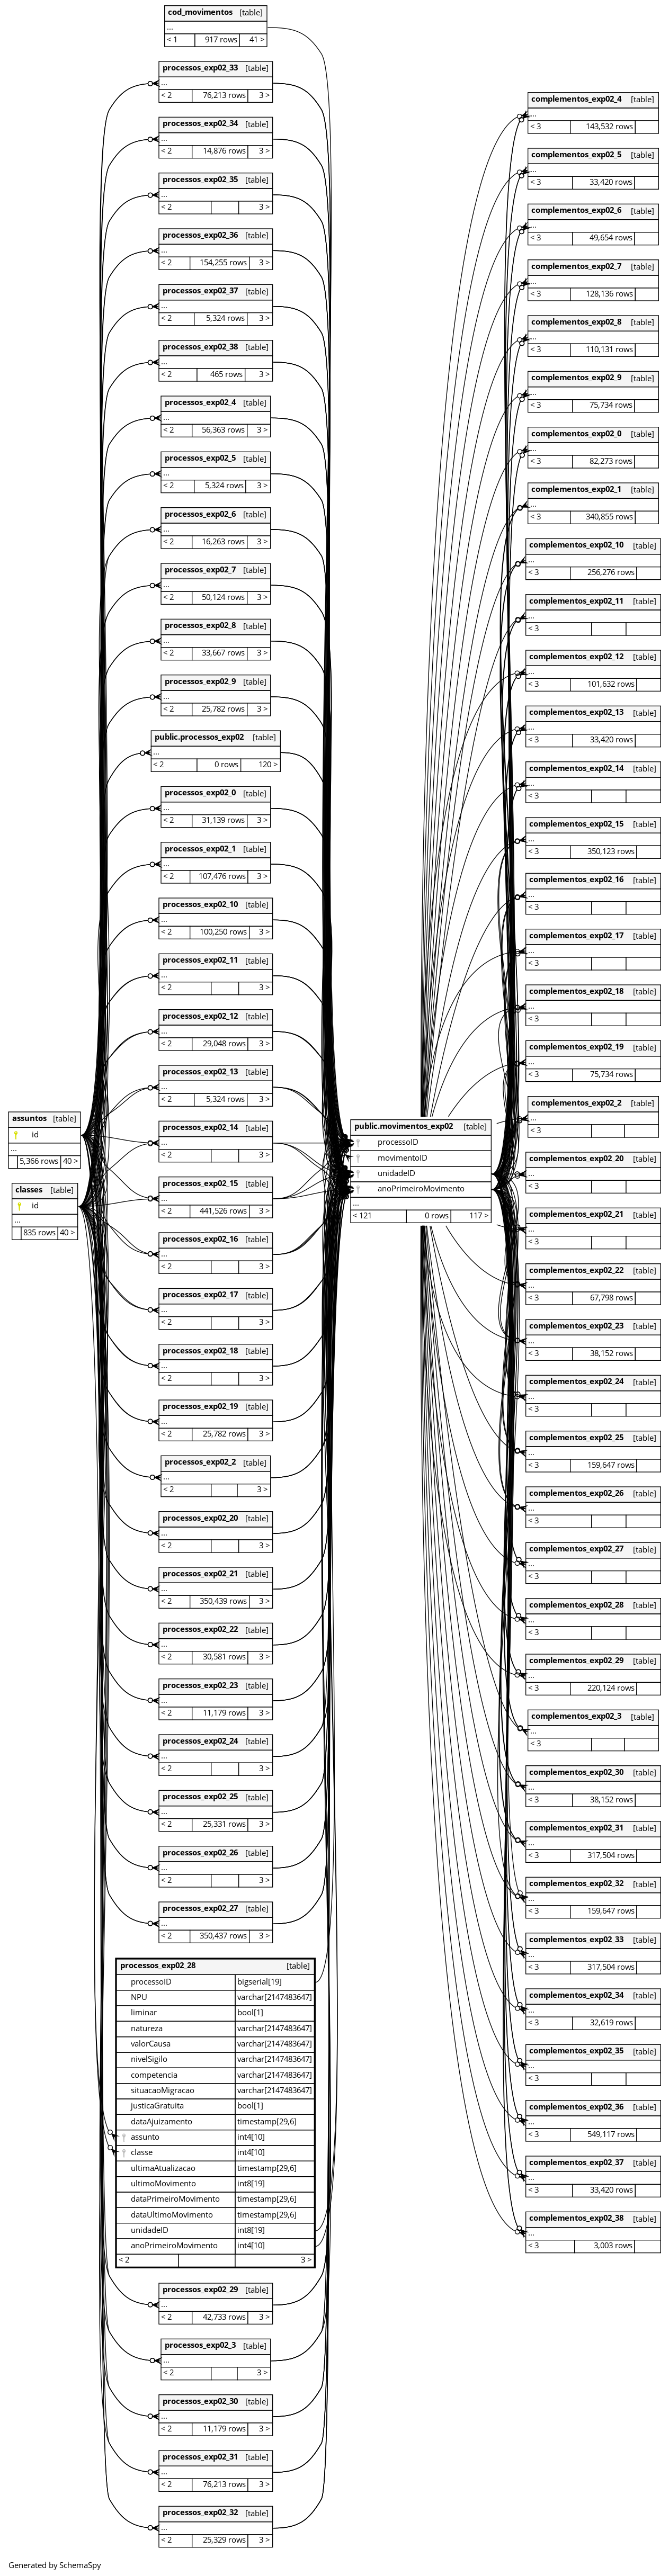 cod_movimentos [table]
...
< 1 917 rows 41 >
processos_exp02_33 [table]
...
< 2 76,213 rows 3 >
processos_exp02_34 [table]
...
< 2 14,876 rows 3 >
processos_exp02_35 [table]
...
< 2 3 >
processos_exp02_36 [table]
...
< 2 154,255 rows 3 >
processos_exp02_37 [table]
...
< 2 5,324 rows 3 >
processos_exp02_38 [table]
...
< 2 465 rows 3 >
processos_exp02_4 [table]
...
< 2 56,363 rows 3 >
processos_exp02_5 [table]
...
< 2 5,324 rows 3 >
processos_exp02_6 [table]
...
< 2 16,263 rows 3 >
processos_exp02_7 [table]
...
< 2 50,124 rows 3 >
processos_exp02_8 [table]
...
< 2 33,667 rows 3 >
processos_exp02_9 [table]
...
< 2 25,782 rows 3 >
public.processos_exp02 [table]
...
< 2 0 rows 120 >
processos_exp02_0 [table]
...
< 2 31,139 rows 3 >
processos_exp02_1 [table]
...
< 2 107,476 rows 3 >
processos_exp02_10 [table]
...
< 2 100,250 rows 3 >
processos_exp02_11 [table]
...
< 2 3 >
processos_exp02_12 [table]
...
< 2 29,048 rows 3 >
processos_exp02_13 [table]
...
< 2 5,324 rows 3 >
processos_exp02_14 [table]
...
< 2 3 >
processos_exp02_15 [table]
...
< 2 441,526 rows 3 >
processos_exp02_16 [table]
...
< 2 3 >
processos_exp02_17 [table]
...
< 2 3 >
processos_exp02_18 [table]
...
< 2 3 >
processos_exp02_19 [table]
...
< 2 25,782 rows 3 >
processos_exp02_2 [table]
...
< 2 3 >
processos_exp02_20 [table]
...
< 2 3 >
processos_exp02_21 [table]
...
< 2 350,439 rows 3 >
processos_exp02_22 [table]
...
< 2 30,581 rows 3 >
processos_exp02_23 [table]
...
< 2 11,179 rows 3 >
processos_exp02_24 [table]
...
< 2 3 >
processos_exp02_25 [table]
...
< 2 25,331 rows 3 >
processos_exp02_26 [table]
...
< 2 3 >
processos_exp02_27 [table]
...
< 2 350,437 rows 3 >
processos_exp02_28 [table]
processoID bigserial[19]
NPU varchar[2147483647]
liminar bool[1]
natureza varchar[2147483647]
valorCausa varchar[2147483647]
nivelSigilo varchar[2147483647]
competencia varchar[2147483647]
situacaoMigracao varchar[2147483647]
justicaGratuita bool[1]
dataAjuizamento timestamp[29,6]
assunto int4[10]
classe int4[10]
ultimaAtualizacao timestamp[29,6]
ultimoMovimento int8[19]
dataPrimeiroMovimento timestamp[29,6]
dataUltimoMovimento timestamp[29,6]
unidadeID int8[19]
anoPrimeiroMovimento int4[10]
< 2 3 >
processos_exp02_29 [table]
...
< 2 42,733 rows 3 >
processos_exp02_3 [table]
...
< 2 3 >
processos_exp02_30 [table]
...
< 2 11,179 rows 3 >
processos_exp02_31 [table]
...
< 2 76,213 rows 3 >
processos_exp02_32 [table]
...
< 2 25,329 rows 3 >
assuntos [table]
id
...
5,366 rows 40 >
classes [table]
id
...
835 rows 40 >
public.movimentos_exp02 [table]
processoID
movimentoID
unidadeID
anoPrimeiroMovimento
...
< 121 0 rows 117 >
complementos_exp02_4 [table]
...
< 3 143,532 rows
complementos_exp02_5 [table]
...
< 3 33,420 rows
complementos_exp02_6 [table]
...
< 3 49,654 rows
complementos_exp02_7 [table]
...
< 3 128,136 rows
complementos_exp02_8 [table]
...
< 3 110,131 rows
complementos_exp02_9 [table]
...
< 3 75,734 rows
complementos_exp02_0 [table]
...
< 3 82,273 rows
complementos_exp02_1 [table]
...
< 3 340,855 rows
complementos_exp02_10 [table]
...
< 3 256,276 rows
complementos_exp02_11 [table]
...
< 3
complementos_exp02_12 [table]
...
< 3 101,632 rows
complementos_exp02_13 [table]
...
< 3 33,420 rows
complementos_exp02_14 [table]
...
< 3
complementos_exp02_15 [table]
...
< 3 350,123 rows
complementos_exp02_16 [table]
...
< 3
complementos_exp02_17 [table]
...
< 3
complementos_exp02_18 [table]
...
< 3
complementos_exp02_19 [table]
...
< 3 75,734 rows
complementos_exp02_2 [table]
...
< 3
complementos_exp02_20 [table]
...
< 3
complementos_exp02_21 [table]
...
< 3
complementos_exp02_22 [table]
...
< 3 67,798 rows
complementos_exp02_23 [table]
...
< 3 38,152 rows
complementos_exp02_24 [table]
...
< 3
complementos_exp02_25 [table]
...
< 3 159,647 rows
complementos_exp02_26 [table]
...
< 3
complementos_exp02_27 [table]
...
< 3
complementos_exp02_28 [table]
...
< 3
complementos_exp02_29 [table]
...
< 3 220,124 rows
complementos_exp02_3 [table]
...
< 3
complementos_exp02_30 [table]
...
< 3 38,152 rows
complementos_exp02_31 [table]
...
< 3 317,504 rows
complementos_exp02_32 [table]
...
< 3 159,647 rows
complementos_exp02_33 [table]
...
< 3 317,504 rows
complementos_exp02_34 [table]
...
< 3 32,619 rows
complementos_exp02_35 [table]
...
< 3
complementos_exp02_36 [table]
...
< 3 549,117 rows
complementos_exp02_37 [table]
...
< 3 33,420 rows
complementos_exp02_38 [table]
...
< 3 3,003 rows
Generated by SchemaSpy